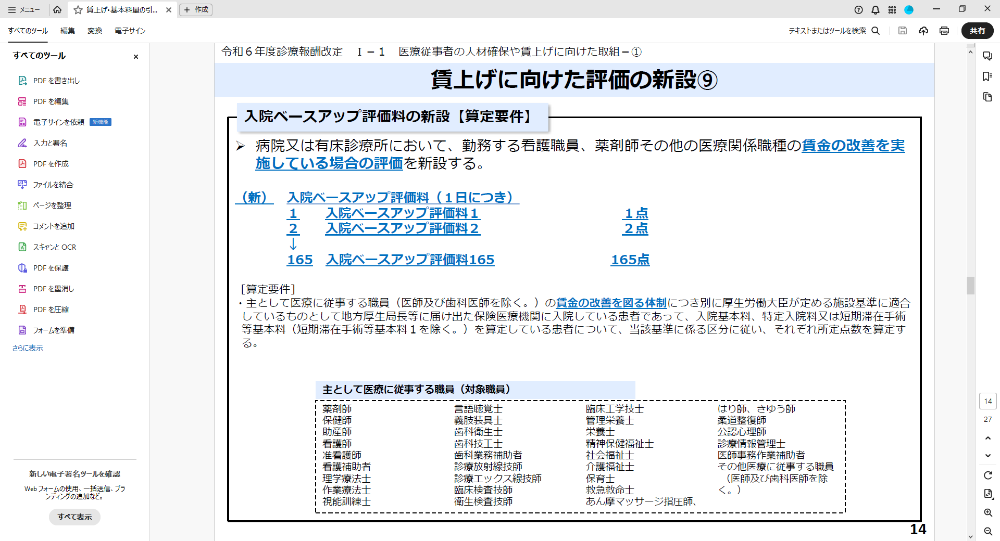 メニュー
賃上げ・基本料量の引...
作成
すべてのツール 編集 変換 電子サイン
テキストまたはツールを検索
共有
すべてのツール
PDF を書き出し
PDF を編集
電子サインを依頼 新機能
入力と署名
PDF を作成
ファイルを結合
ページを整理
コメントを追加
スキャンと OCR
PDF を保護
PDF を墨消し
PDF を圧縮
フォームを準備
さらに表示
新しい電子署名ツールを確認
Web フォームの使用、一括送信、ブラ
ンディングの追加など。
すべて表示
令和６年度診療報酬改定 Ⅰ－１ 医療従事者の人材確保や賃上げに向けた取組－①
賃上げに向けた評価の新設⑨
入院ベースアップ評価料の新設【算定要件】
➢ 病院又は有床診療所において、勤務する看護職員、薬剤師その他の医療関係職種の賃金の改善を実
施している場合の評価を新設する。
（新） 入院ベースアップ評価料（１日につき）
1 入院ベースアップ評価料１ １点
2 入院ベースアップ評価料２ ２点
↓
165 入院ベースアップ評価料165 165点
［算定要件］
・主として医療に従事する職員（医師及び歯科医師を除く。）の賃金の改善を図る体制につき別に厚生労働大臣が定める施設基準に適合
しているものとして地方厚生局長等に届け出た保険医療機関に入院している患者であって、入院基本料、特定入院料又は短期滞在手術
等基本料（短期滞在手術等基本料１を除く。）を算定している患者について、当該基準に係る区分に従い、それぞれ所定点数を算定す
る。
主として医療に従事する職員（対象職員）
薬剤師
保健師
助産師
看護師
准看護師
看護補助者
理学療法士
作業療法士
視能訓練士
言語聴覚士
義肢装具士
歯科衛生士
歯科技工士
歯科業務補助者
診療放射線技師
診療エックス線技師
臨床検査技師
衛生検査技師
臨床工学技士
管理栄養士
栄養士
精神保健福祉士
社会福祉士
介護福祉士
保育士
救急救命士
あん摩マッサージ指圧師、
はり師、きゆう師
柔道整復師
公認心理師
診療情報管理士
医師事務作業補助者
その他医療に従事する職員
（医師及び歯科医師を除
く。）
14
14
27